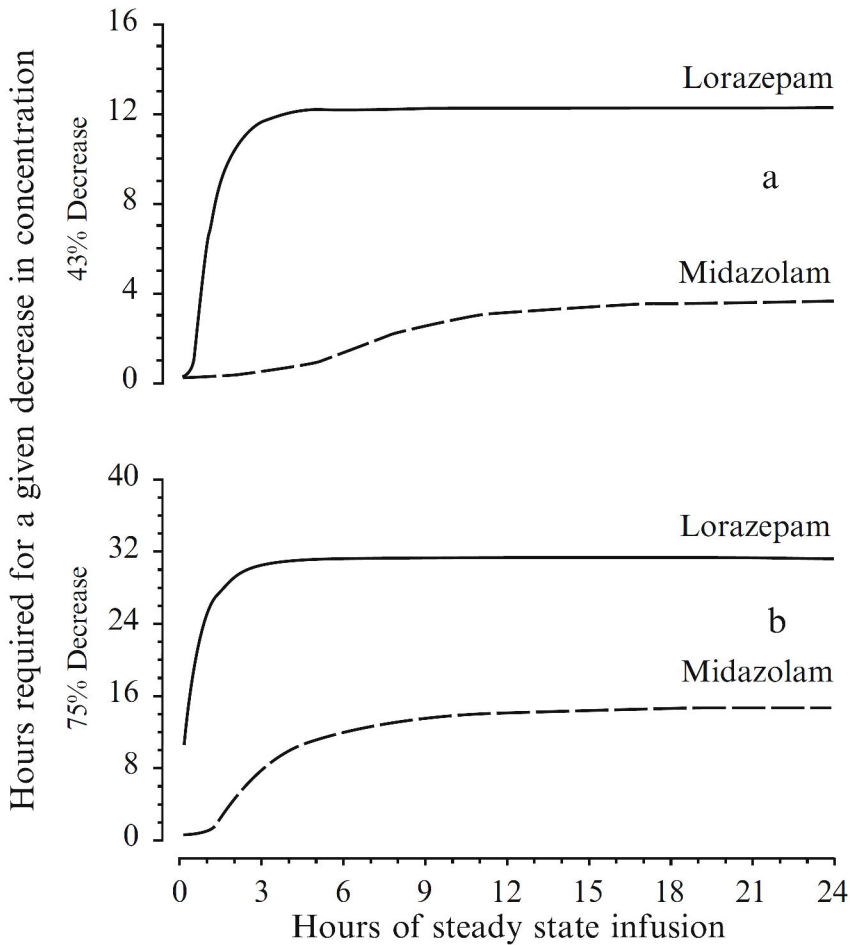 Hours required for a given decrease in concentration
43% Decrease
16
12
8
4
0
Lorazepam
a
Midazolam
75% Decrease
40
32
24
16
8
0
Lorazepam
b
Midazolam
0 3 6 9 12 15 18 21 24
Hours of steady state infusion